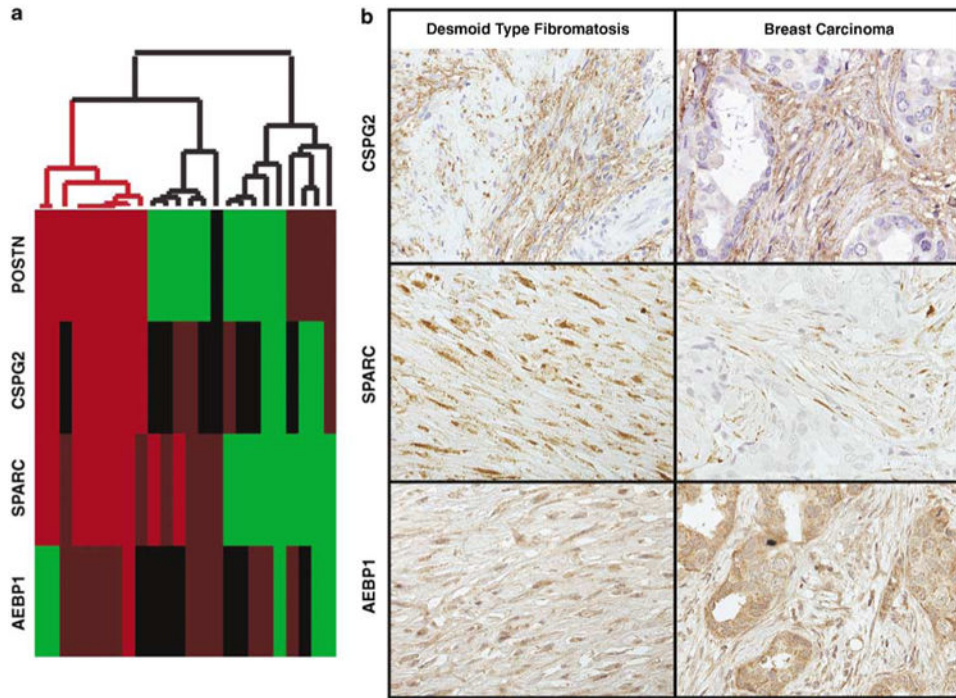 a
POSTN
CSPG2
SPARC
AEBP1
b
Desmoid Type Fibromatosis
Breast Carcinoma
CSPG2
SPARC
AEBP1